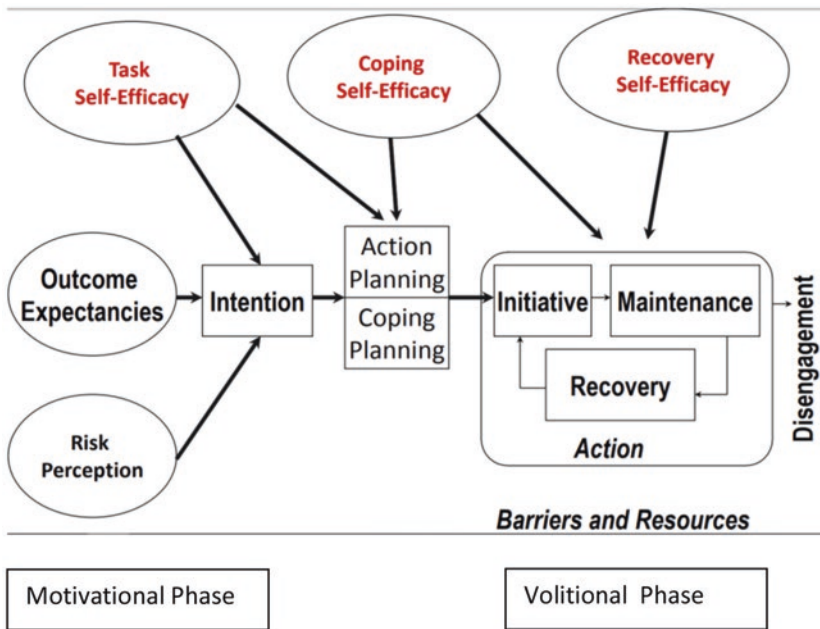 Task
Self-Efficacy
Coping
Self-Efficacy
Recovery
Self-Efficacy
Outcome
Expectancies
Intention
Action
Planning
Coping
Planning
Initiative
Maintenance
Recovery
Action
Disengagement
Risk
Perception
Barriers and Resources
Motivational Phase
Volitional Phase